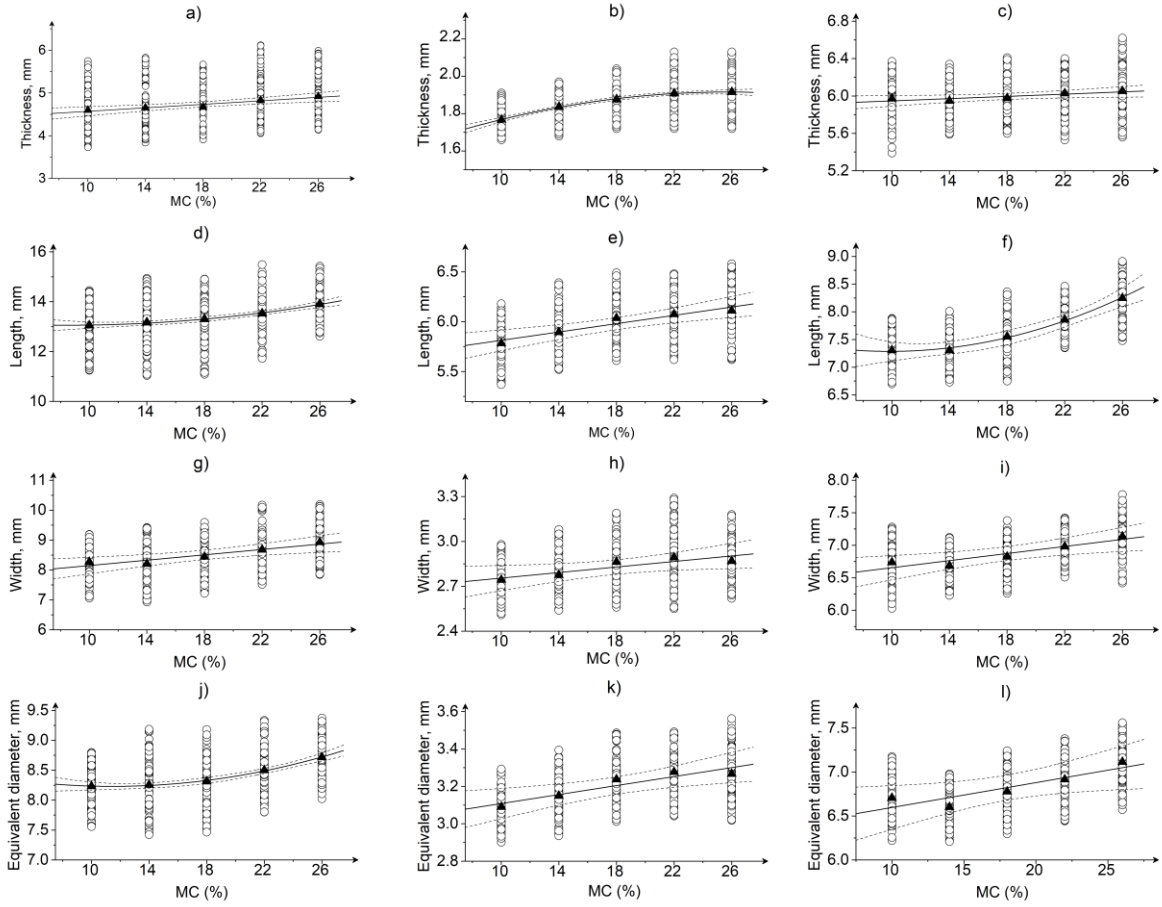 a)
Thickness, mm
6
5
4
3
10 14 18 22 26
MC (%)
b)
Thickness, mm
2.2
2.0
1.8
1.6
10 14 18 22 26
MC (%)
c)
Thickness, mm
6.8
6.4
6.0
5.6
5.2
10 14 18 22 26
MC (%)
d)
Length, mm
16
14
12
10
10 14 18 22 26
MC (%)
e)
Length, mm
6.5
6.0
5.5
10 14 18 22 26
MC (%)
f)
Length, mm
9.0
8.5
8.0
7.5
7.0
6.5
10 14 18 22 26
MC (%)
g)
Width, mm
11
10
9
8
7
6
10 14 18 22 26
MC (%)
h)
Width, mm
3.3
3.0
2.7
2.4
10 14 18 22 26
MC (%)
i)
Width, mm
8.0
7.5
7.0
6.5
6.0
10 14 18 22 26
MC (%)
j)
Equivalent diameter, mm
9.5
9.0
8.5
8.0
7.5
7.0
10 14 18 22 26
MC (%)
k)
Equivalent diameter, mm
3.6
3.4
3.2
3.0
2.8
10 14 18 22 26
MC (%)
l)
Equivalent diameter, mm
7.5
7.0
6.5
6.0
10 15 20 25
MC (%)